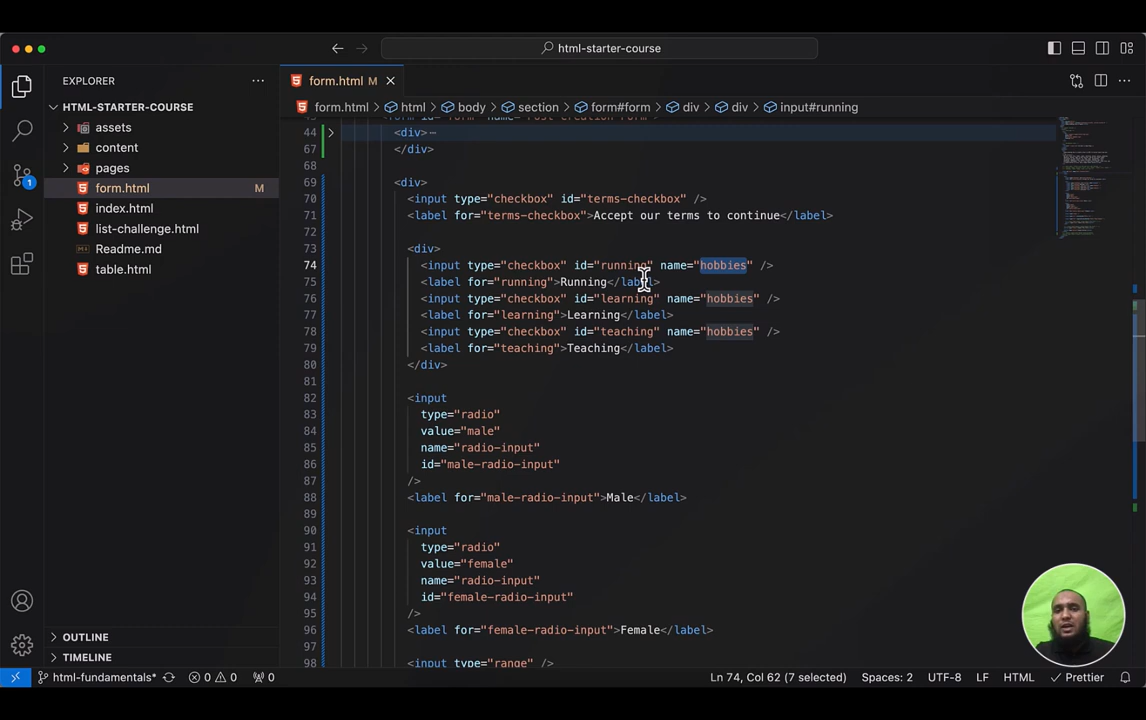 html-starter-course
EXPLORER
form.html M
HTML-STARTER-COURSE
form.html > html > body > section > form#form > div > div > input#running
assets
content
pages
form.html M
index.html
list-challenge.html
Readme.md
table.html
1
44 <div>
67 </div>
68
69 <div>
70 <input type="checkbox" id="terms-checkbox" />
71 <label for="terms-checkbox">Accept our terms to continue</label>
72
73 <div>
74 <input type="checkbox" id="running" name="hobbies" />
75 <label for="running">Running</label>
76 <input type="checkbox" id="learning" name="hobbies" />
77 <label for="learning">Learning</label>
78 <input type="checkbox" id="teaching" name="hobbies" />
79 <label for="teaching">Teaching</label>
80 </div>
81
82 <input
83 type="radio"
84 value="male"
85 name="radio-input"
86 id="male-radio-input"
87 />
88 <label for="male-radio-input">Male</label>
89
90 <input
91 type="radio"
92 value="female"
93 name="radio-input"
94 id="female-radio-input"
95 />
96 <label for="female-radio-input">Female</label>
97
98 <input type="range" />
OUTLINE
TIMELINE
html-fundamentals* 0 0 0 Ln 74, Col 62 (7 selected) Spaces: 2 UTF-8 LF HTML Prettier